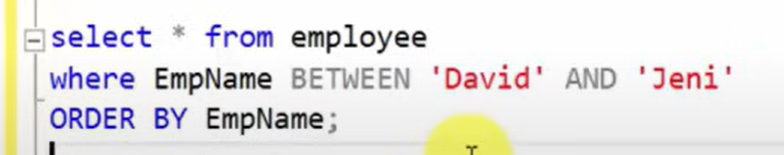 select * from employee
where EmpName BETWEEN 'David' AND 'Jeni'
ORDER BY EmpName;